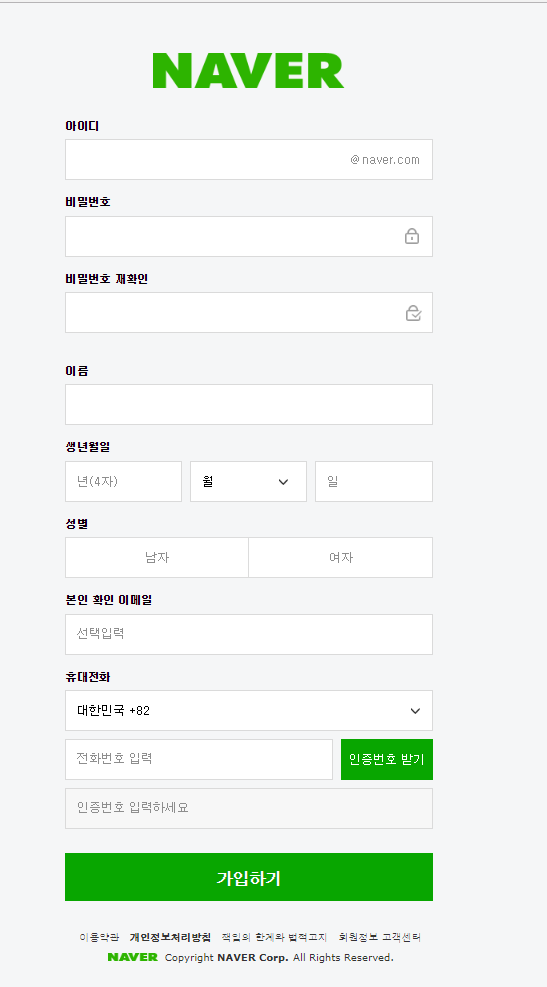 NAVER
아이디
@naver.com
비밀번호
비밀번호 재확인
이름
생년월일
년(4자) 월 일
성별
남자 여자
본인 확인 이메일
선택입력
휴대전화
대한민국 +82
전화번호 입력 인증번호 받기
인증번호 입력하세요
가입하기
이용약관 개인정보처리방침 책임의 한계와 법적고지 회원정보 고객센터
NAVER Copyright NAVER Corp. All Rights Reserved.